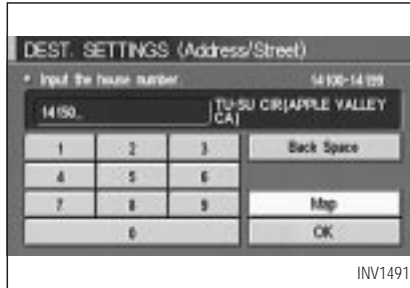 DEST. SETTINGS (Address/Street)
* Input the house number. 14100-14199
14150_ TU-SU CIR[APPLE VALLEY
CA]
1 2 3 Back Space
4 5 6
7 8 9 Map
0 OK
INV1491